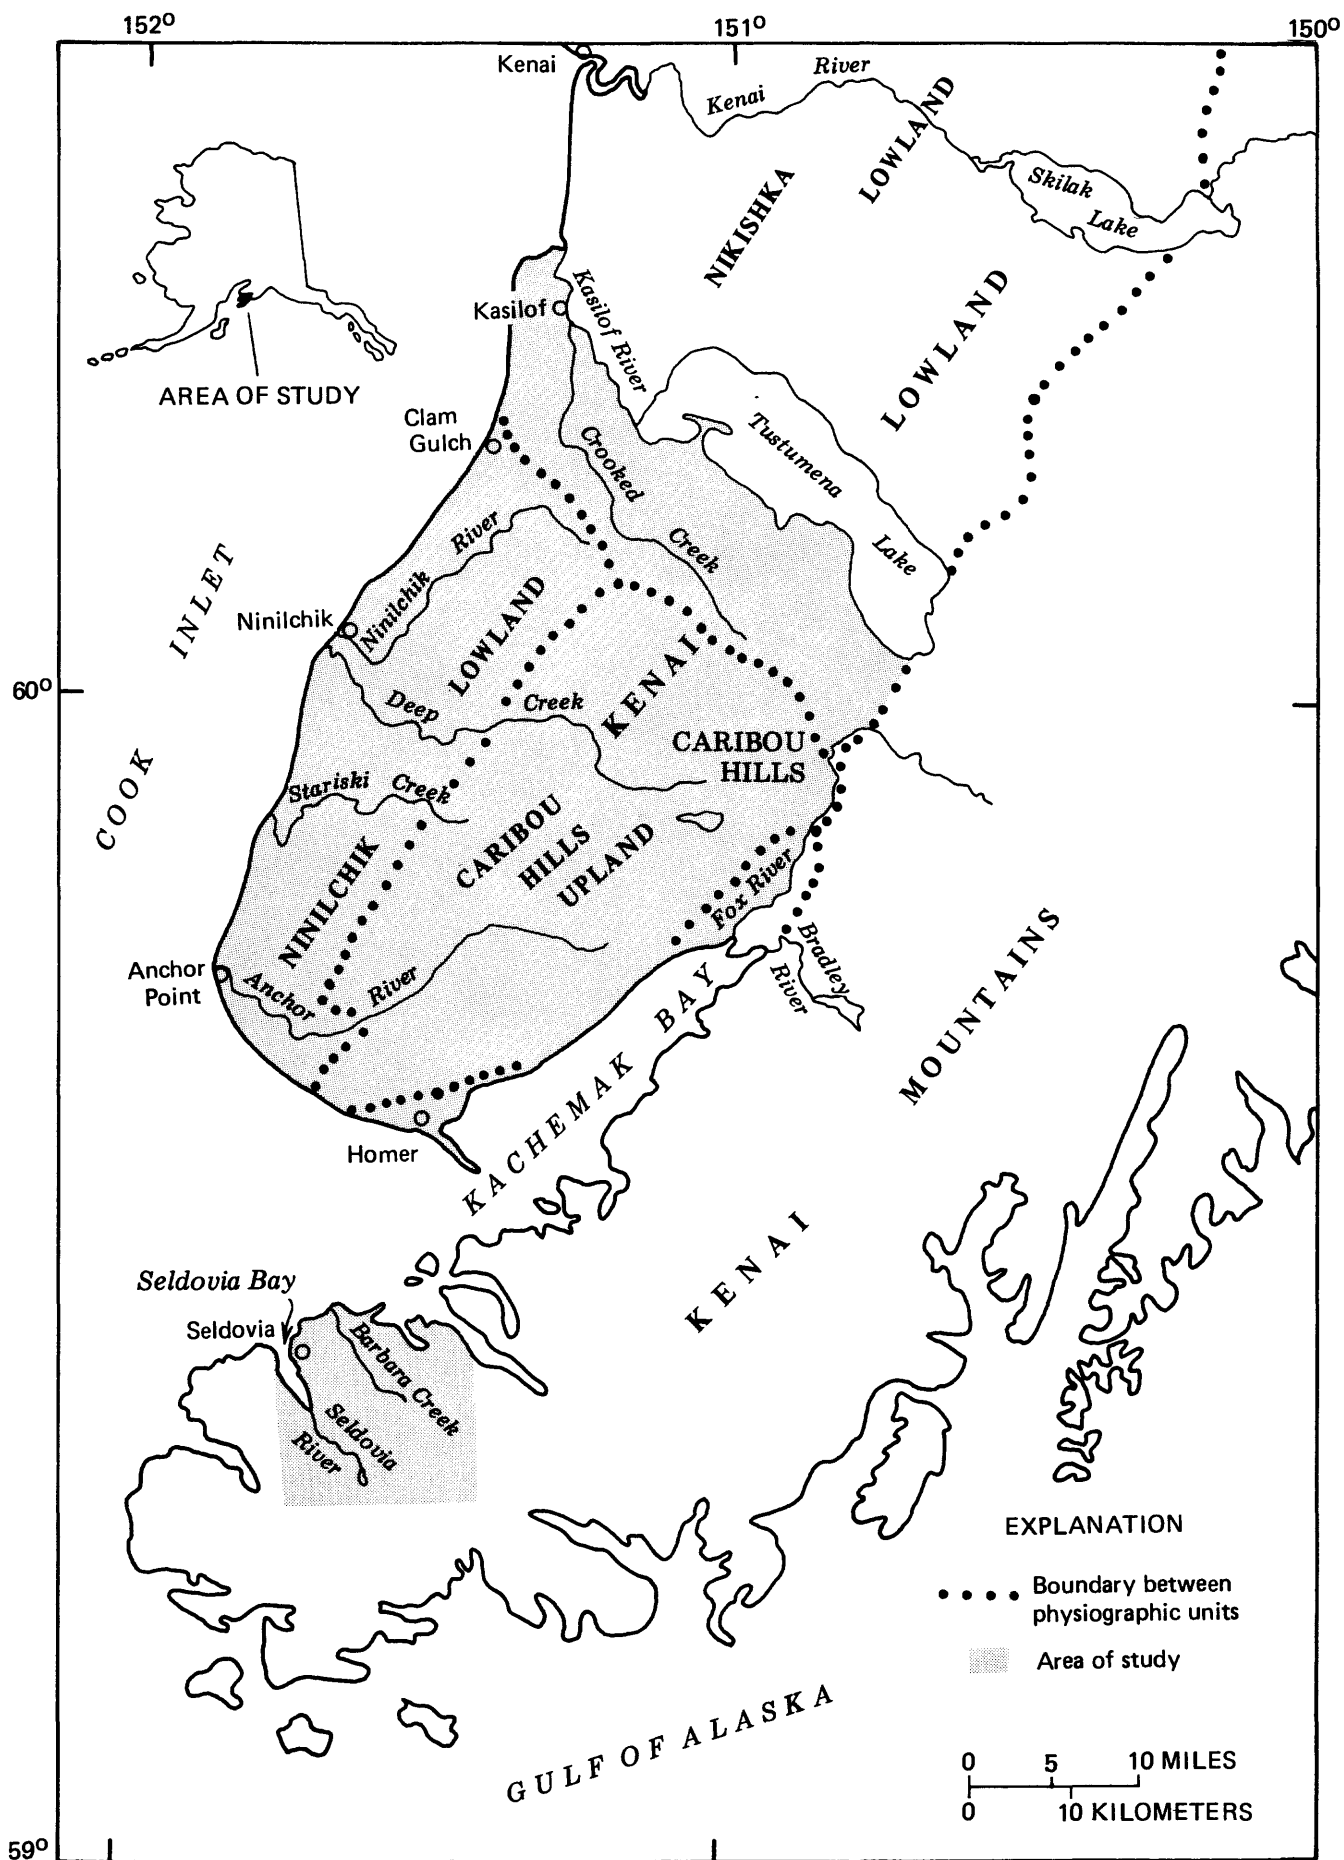 152°
151°
150°
Kenai
Kenai River
NIKISHKA LOWLAND
Skilak
Lake
LOWLAND
Kasilof
Kasilof River
AREA OF STUDY
Clam
Gulch
Crooked Creek
Tustumena Lake
Ninilchik River
Ninilchik
LOWLAND
KENAI
COOK INLET
60°
Deep Creek
CARIBOU
HILLS
Stariski Creek
CARIBOU
HILLS
UPLAND
NINILCHIK
Fox River
Bradley
River
Anchor
Point
Anchor River
KACHEMAK BAY
MOUNTAINS
Homer
KENAI
Seldovia Bay
Seldovia
Barbara Creek
Seldovia
River
EXPLANATION
Boundary between
physiographic units
Area of study
GULF OF ALASKA
0 5 10 MILES
0 10 KILOMETERS
59°